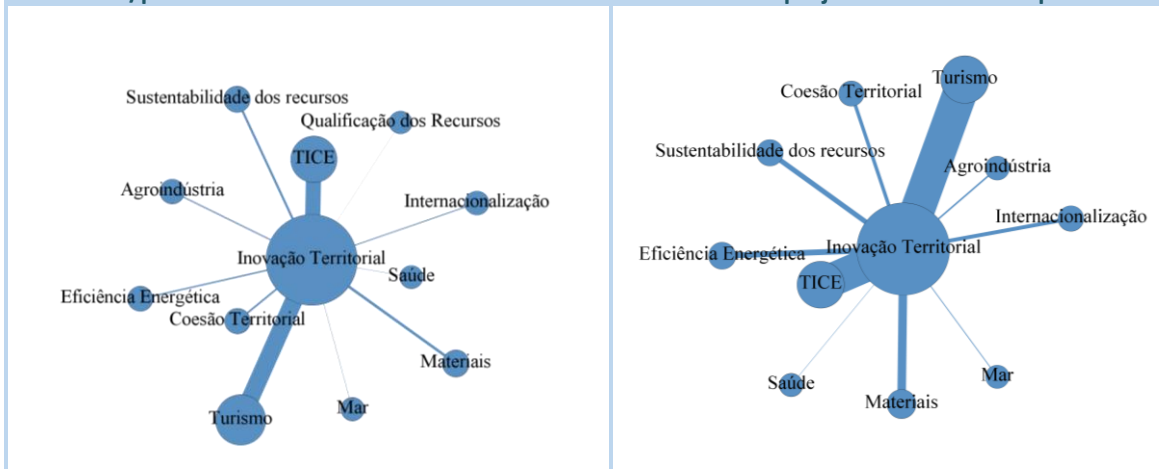 Sustentabilidade dos recursos
Qualificação dos Recursos
TICE
Agroindústria
Internacionalização
Inovação Territorial
Saúde
Eficiência Energética
Coesão Territorial
Materiais
Mar
Turismo
Turismo
Coesão Territorial
Sustentabilidade dos recursos
Agroindústria
Internacionalização
Inovação Territorial
Eficiência Energética
TICE
Saúde
Mar
Materiais